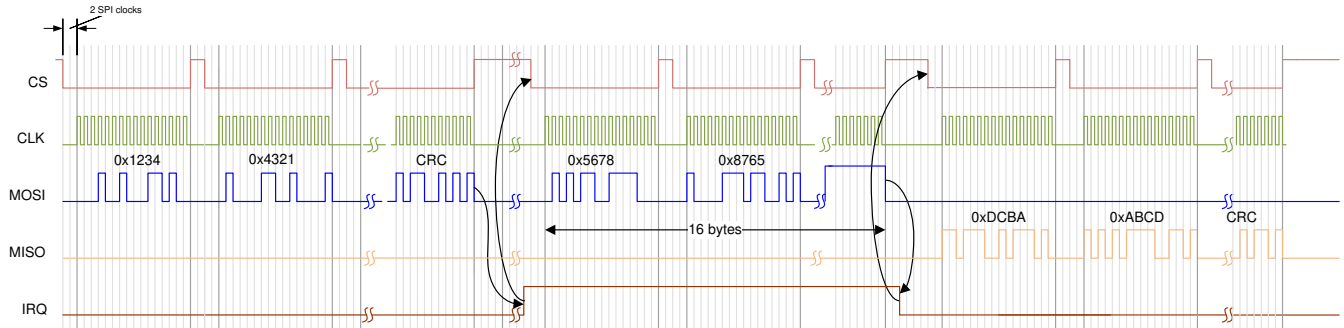 2 SPI clocks
CS
CLK
0x1234 0x4321 CRC 0x5678 0x8765
MOSI
0xDCBA 0xABCD CRC
16 bytes
MISO
IRQ